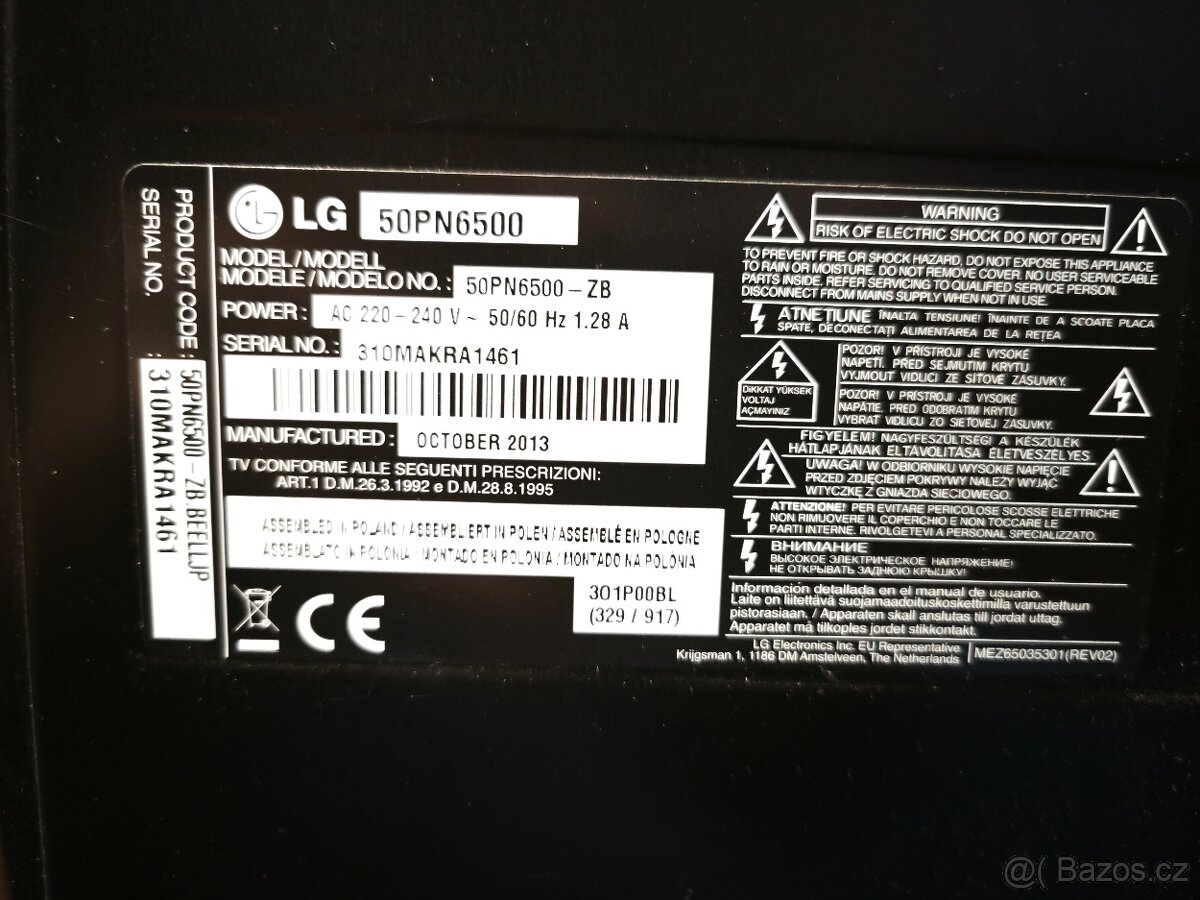 PRODUCT CODE : 50PN6500-ZB.BEELLJP
SERIAL NO. : 310MAKRA1461
LG 50PN6500
MODEL/MODELL
MODELE/MODELO NO. : 50PN6500-ZB
POWER : AC 220-240 V ~ 50/60 Hz 1.28 A
SERIAL NO. : 310MAKRA1461
MANUFACTURED : OCTOBER 2013
TV CONFORME ALLE SEGUENTI PRESCRIZIONI:
ART.1 D.M.26.3.1992 e D.M.28.8.1995
ASSEMBLED IN POLAND / ASSEMBLIERT IN POLEN / ASSEMBLÉ EN POLOGNE
ASSEMBLATO IN POLONIA / MONTADO EN POLONIA / MONTADO NA POLÓNIA
301P00BL
(329 / 917)
CE
WARNING
RISK OF ELECTRIC SHOCK DO NOT OPEN
TO PREVENT FIRE OR SHOCK HAZARD, DO NOT EXPOSE THIS APPLIANCE
TO RAIN OR MOISTURE. DO NOT REMOVE COVER. NO USER SERVICEABLE
PARTS INSIDE. REFER SERVICING TO QUALIFIED SERVICE PERSON.
DISCONNECT FROM MAINS SUPPLY WHEN NOT IN USE.
ATNEŢIUNE ÎNALTA TENSIUNE! ÎNAINTE DE A SCOATE PLACA
SPATE, DECONECTAŢI ALIMENTAREA DE LA REŢEA
DİKKAT YÜKSEK
VOLTAJ
AÇMAYINIZ
POZOR! V PŘÍSTROJI JE VYSOKÉ
NAPĚTÍ. PŘED SEJMUTÍM KRYTU
VYJMOUT VIDLICI ZE SÍŤOVÉ ZÁSUVKY.
POZOR! V PRÍSTROJI JE VYSOKÉ
NAPÄTIE. PRED ODOBRATÍM KRYTU
VYBRAŤ VIDLICU ZO SIEŤOVEJ ZÁSUVKY.
FIGYELEM! NAGYFESZÜLTSÉG! A KÉSZÜLÉK
HÁTLAPJÁNAK ELTÁVOLÍTÁSA ÉLETVESZÉLYES
UWAGA! W ODBIORNIKU WYSOKIE NAPIĘCIE
PRZED ZDJĘCIEM POKRYWY NALEŻY WYJĄĆ
WTYCZKĘ Z GNIAZDA SIECIOWEGO.
ATTENZIONE! PER EVITARE PERICOLOSE SCOSSE ELETTRICHE
NON RIMUOVERE IL COPERCHIO E NON TOCCARE LE
PARTI INTERNE. RIVOLGETEVI A PERSONAL SPECIALIZZATO.
ВНИМАНИЕ
ВЫСОКОЕ ЭЛЕКТРИЧЕСКОЕ НАПРЯЖЕНИЕ!
НЕ ОТКРЫВАТЬ ЗАДНЮЮ КРЫШКУ!
Información detallada en el manual de usuario.
Laite on liitettävä suojamaadoituskoskettimilla varustettuun
pistorasiaan. / Apparaten skall anslutas till jordat uttag.
Apparatet må tilkoples jordet stikkontakt.
LG Electronics Inc. EU Representative
Krijgsman 1, 1186 DM Amstelveen, The Netherlands
MEZ65035301(REV02)
@( Bazos.cz